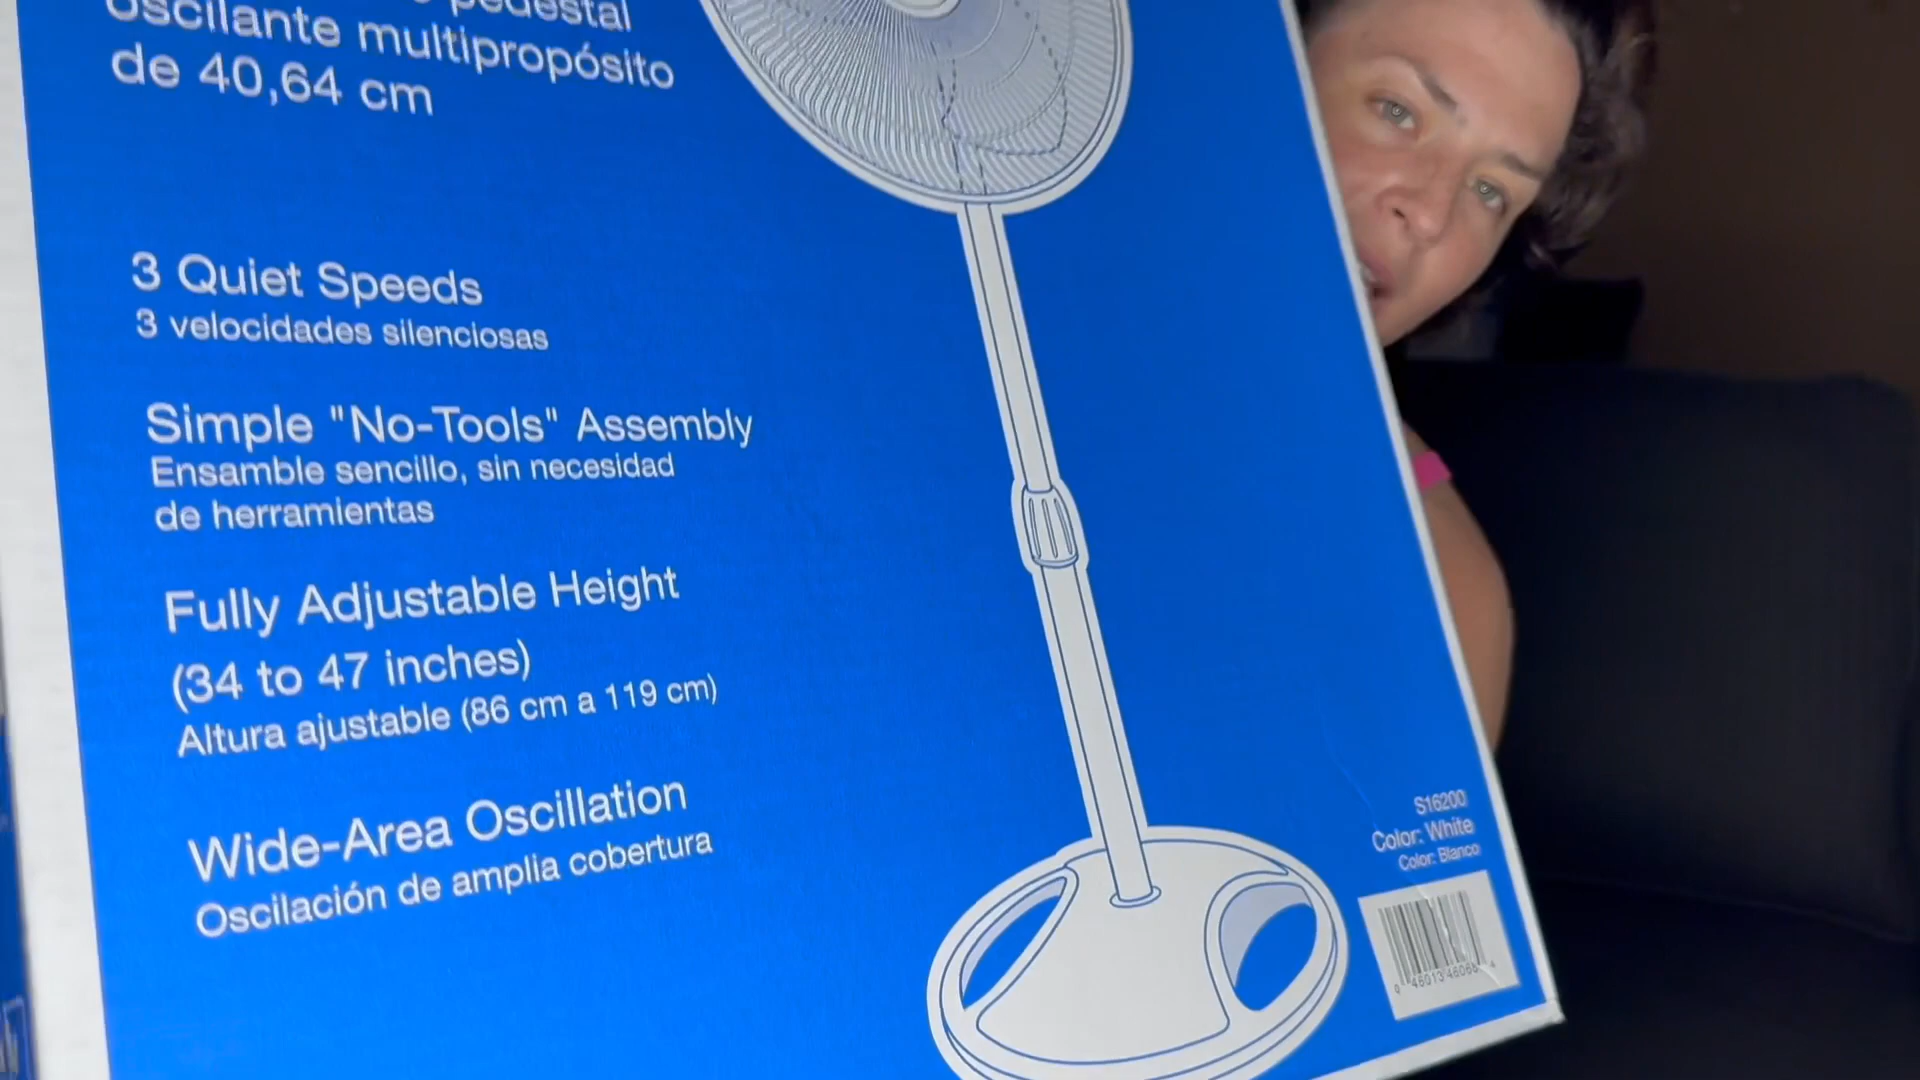 pedestal
oscilante multipropósito
de 40,64 cm
3 Quiet Speeds
3 velocidades silenciosas
Simple "No-Tools" Assembly
Ensamble sencillo, sin necesidad
de herramientas
Fully Adjustable Height
(34 to 47 inches)
Altura ajustable (86 cm a 119 cm)
Wide-Area Oscillation
Oscilación de amplia cobertura
S16200
Color: White
Color: Blanco